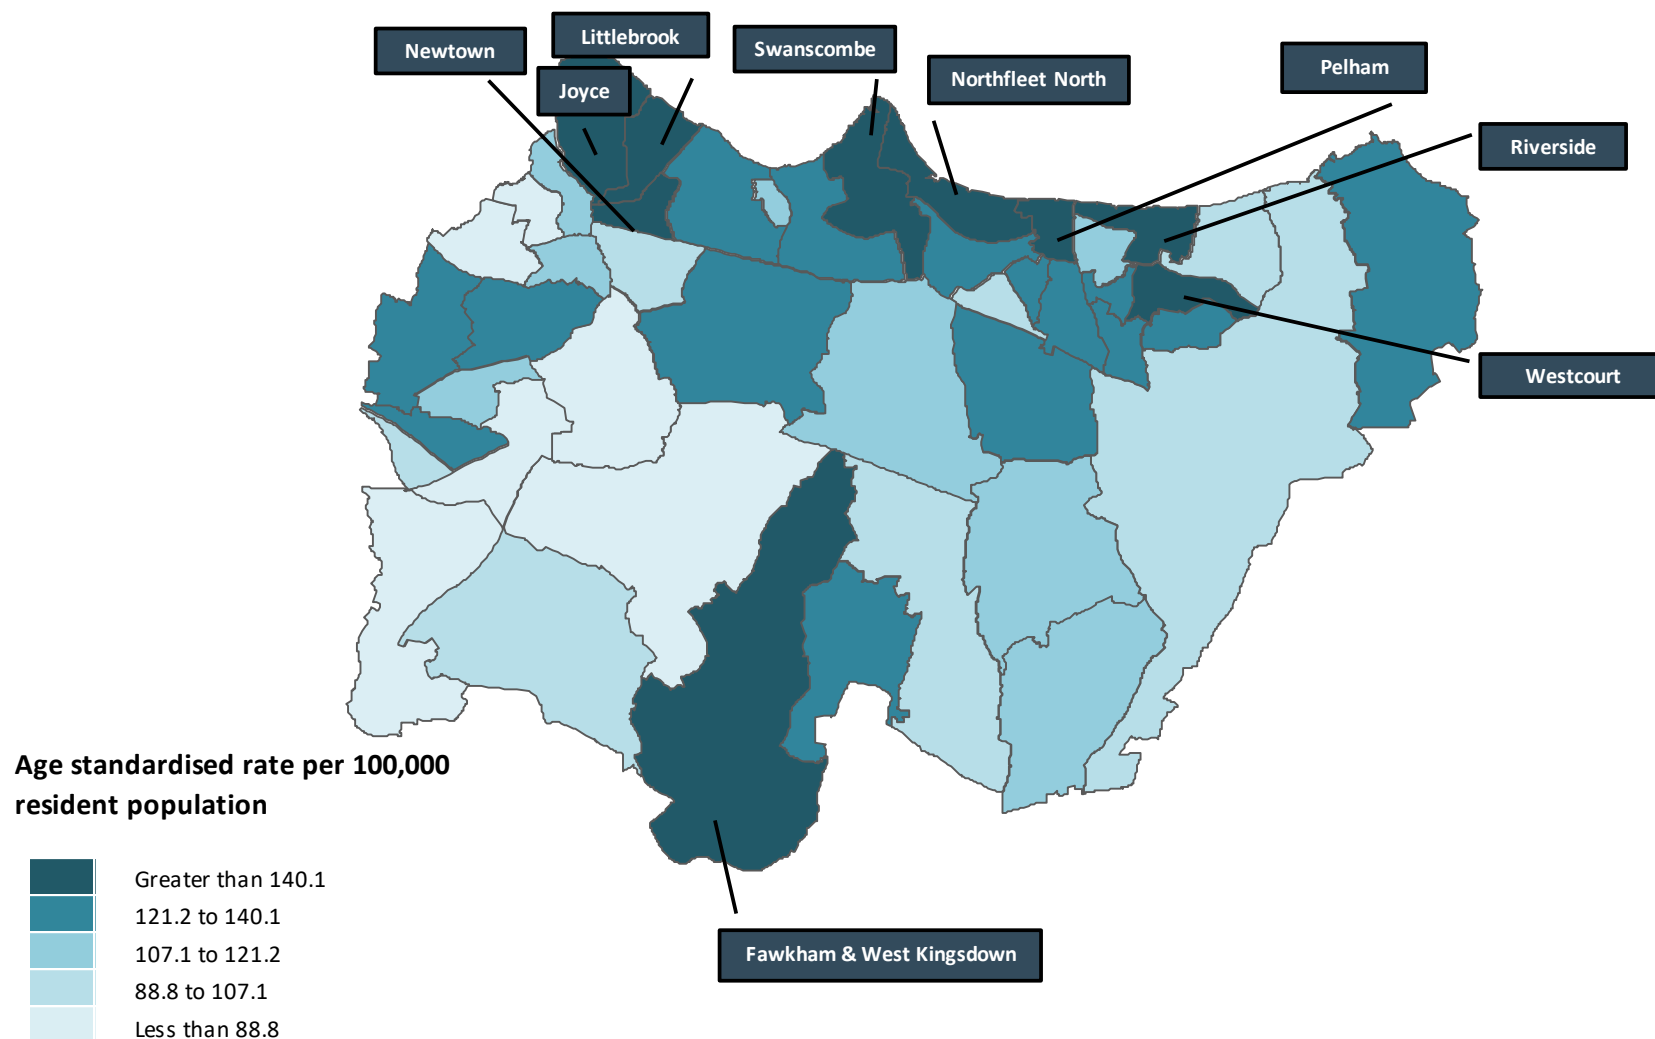 Littlebrook
Newtown
Swanscombe
Pelham
Northfleet North
Joyce
Riverside
Westcourt
Age standardised rate per 100,000
resident population
Greater than 140.1
121.2 to 140.1
107.1 to 121.2
88.8 to 107.1
Less than 88.8
Fawkham & West Kingsdown